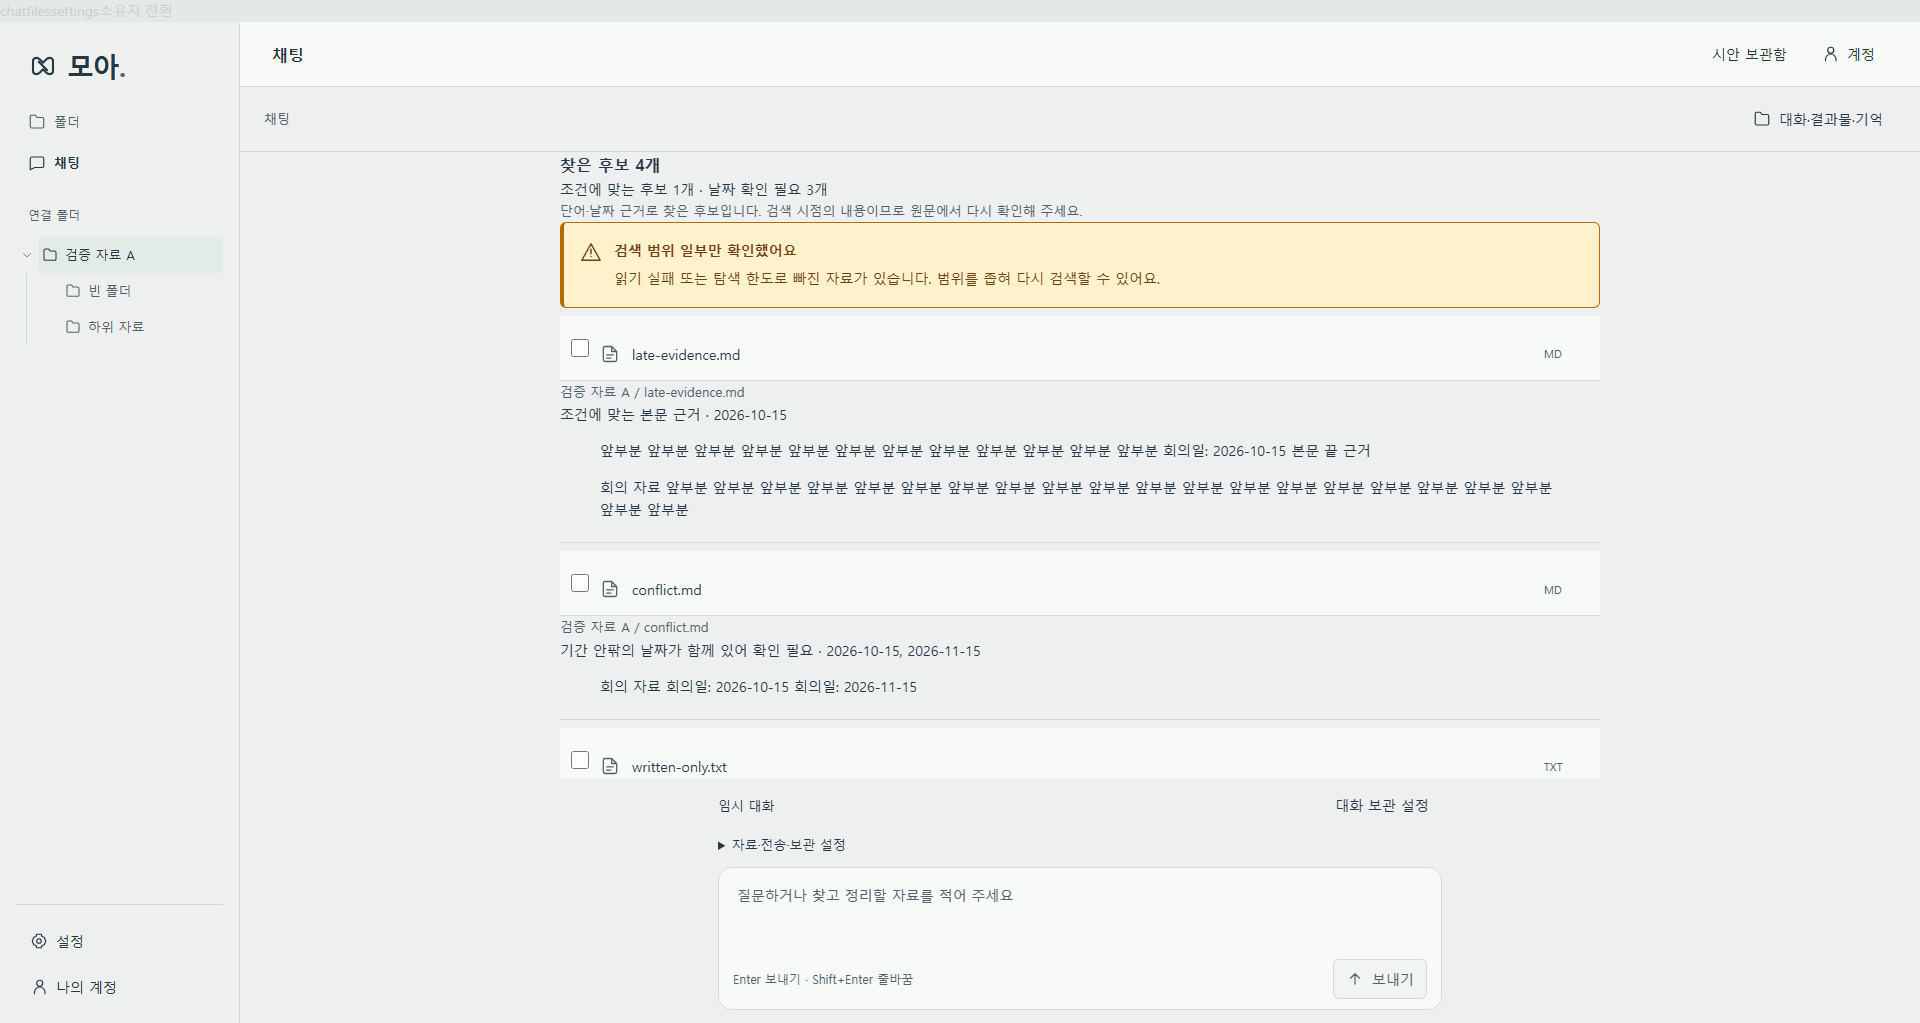 chatfilessettings소유자 전환
모아.
폴더
채팅
연결 폴더
검증 자료 A
빈 폴더
하위 자료
설정
나의 계정
채팅
시안 보관함
계정
채팅
대화·결과물·기억
찾은 후보 4개
조건에 맞는 후보 1개 · 날짜 확인 필요 3개
단어·날짜 근거로 찾은 후보입니다. 검색 시점의 내용이므로 원문에서 다시 확인해 주세요.
검색 범위 일부만 확인했어요
읽기 실패 또는 탐색 한도로 빠진 자료가 있습니다. 범위를 좁혀 다시 검색할 수 있어요.
late-evidence.md
MD
검증 자료 A / late-evidence.md
조건에 맞는 본문 근거 · 2026-10-15
앞부분 앞부분 앞부분 앞부분 앞부분 앞부분 앞부분 앞부분 앞부분 앞부분 앞부분 앞부분 회의일: 2026-10-15 본문 끝 근거
회의 자료 앞부분 앞부분 앞부분 앞부분 앞부분 앞부분 앞부분 앞부분 앞부분 앞부분 앞부분 앞부분 앞부분 앞부분 앞부분 앞부분 앞부분 앞부분 앞부분
앞부분 앞부분
conflict.md
MD
검증 자료 A / conflict.md
기간 안팎의 날짜가 함께 있어 확인 필요 · 2026-10-15, 2026-11-15
회의 자료 회의일: 2026-10-15 회의일: 2026-11-15
written-only.txt
TXT
임시 대화
대화 보관 설정
자료·전송·보관 설정
질문하거나 찾고 정리할 자료를 적어 주세요
Enter 보내기 · Shift+Enter 줄바꿈
보내기